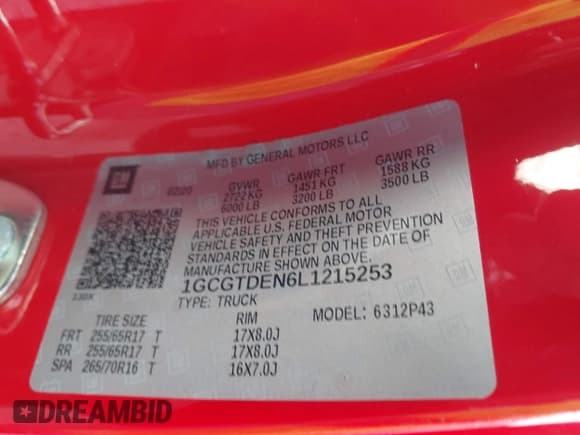 MFD BY GENERAL MOTORS LLC
GM 02/20 GVWR GAWR FRT GAWR RR
2722 KG 1451 KG 1588 KG
6000 LB 3200 LB 3500 LB
THIS VEHICLE CONFORMS TO ALL
APPLICABLE U.S. FEDERAL MOTOR
VEHICLE SAFETY AND THEFT PREVENTION
STANDARDS IN EFFECT ON THE DATE OF
MANUFACTURE SHOWN ABOVE.
1GCGTDEN6L1215253
TYPE: TRUCK MODEL: 6312P43
TIRE SIZE RIM
FRT 255/65R17 T 17X8.0J
RR 255/65R17 T 17X8.0J
SPA 265/70R16 T 16X7.0J
DREAMBID